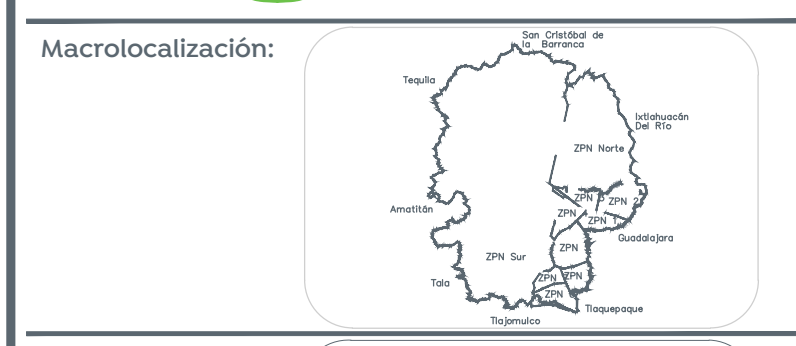 Macrolocalización:
San Cristóbal de
la Barranca
Tequila
Ixtlahuacán
Del Río
ZPN Norte
ZPN
ZPN 2
Amatitán
ZPN
ZPN 1
Guadalajara
ZPN
ZPN Sur
Tala
ZPN
ZPN
ZPN
Tlaquepaque
Tlajomulco